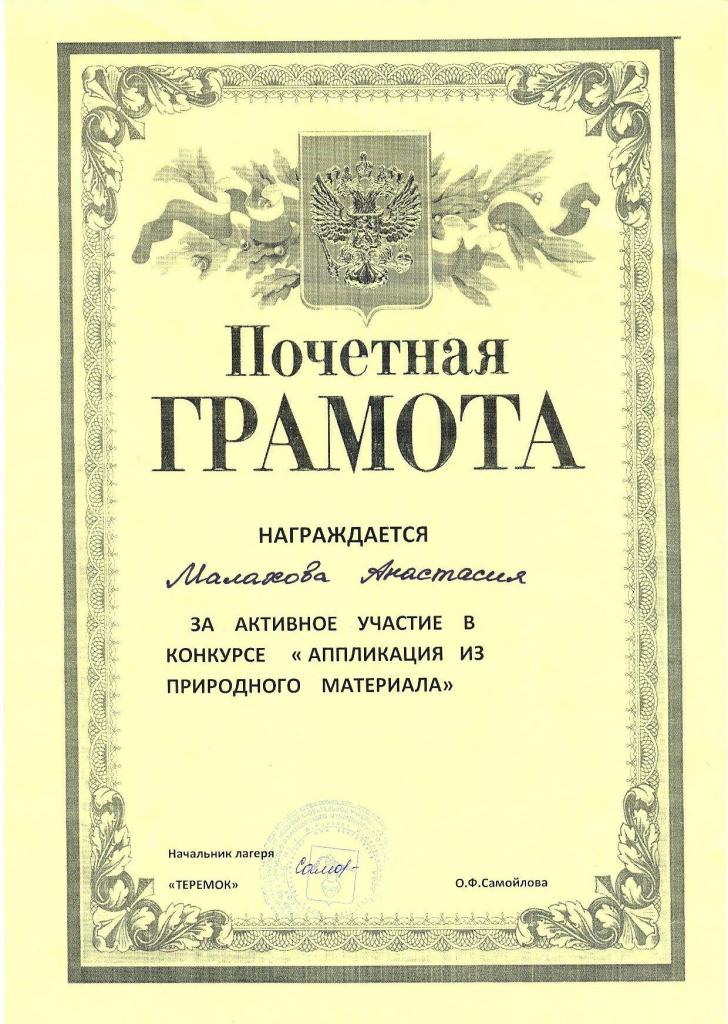 Почетная
ГРАМОТА
НАГРАЖДАЕТСЯ
Малахова Анастасия
ЗА АКТИВНОЕ УЧАСТИЕ В
КОНКУРСЕ « АППЛИКАЦИЯ ИЗ
ПРИРОДНОГО МАТЕРИАЛА»
Начальник лагеря
«ТЕРЕМОК»
О.Ф.Самойлова